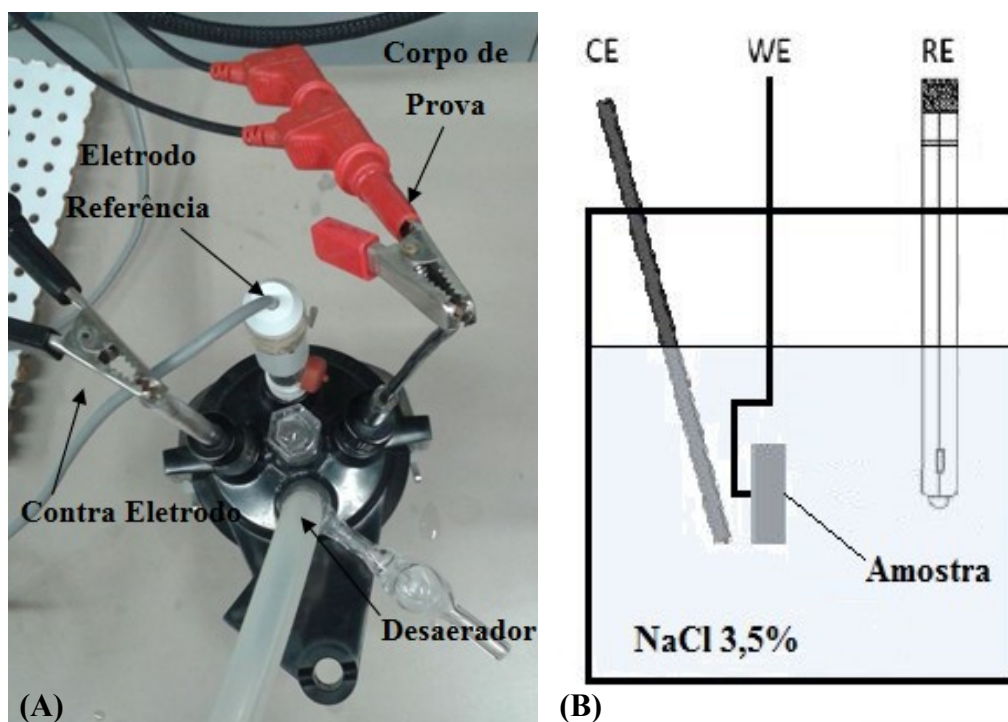 Corpo de
Prova
Eletrodo
Referência
Contra Eletrodo
Desaerador
(A)
CE
WE
RE
Amostra
NaCl 3,5%
(B)